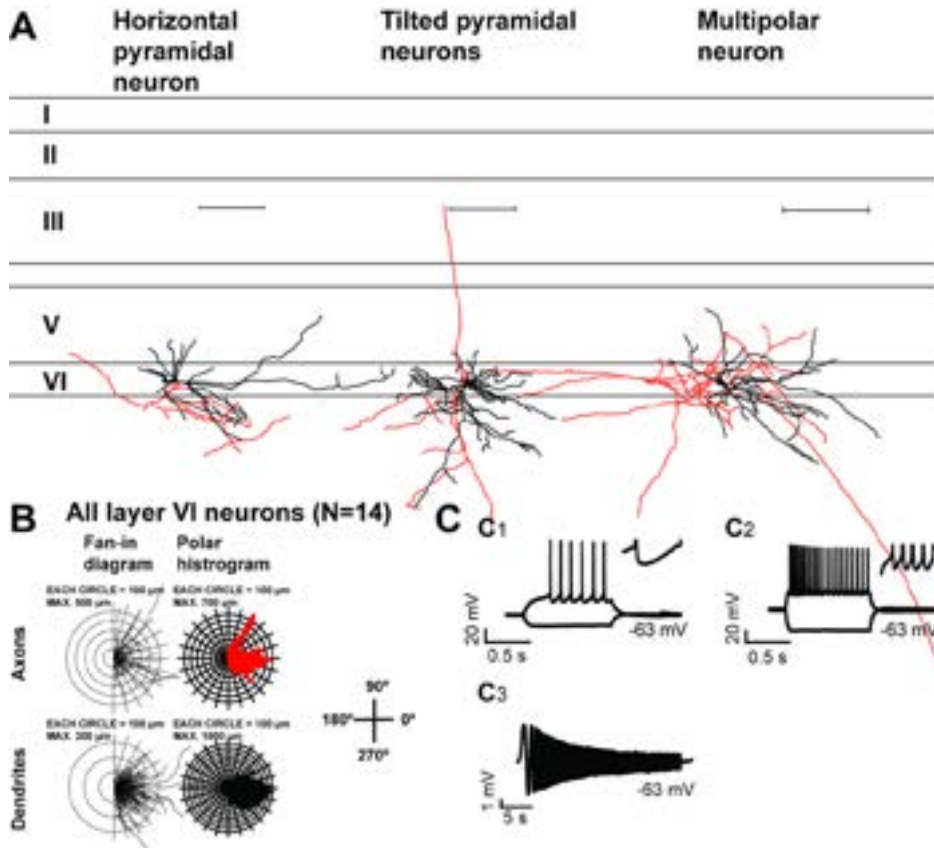 A
Horizontal
pyramidal
neuron
Tilted pyramidal
neurons
Multipolar
neuron
I
II
III
V
VI
B
All layer VI neurons (N=14)
Fan-in
diagram
Polar
histrogram
EACH CIRCLE = 100 µm
MAX. 500 µm
EACH CIRCLE = 100 µm
MAX. 700 µm
Axons
EACH CIRCLE = 100 µm
MAX. 300 µm
EACH CIRCLE = 100 µm
MAX. 1000 µm
Dendrites
90°
180°
0°
270°
C
C1
20 mV
0.5 s
-63 mV
C2
20 mV
0.5 s
-63 mV
C3
1 mV
5 s
-63 mV